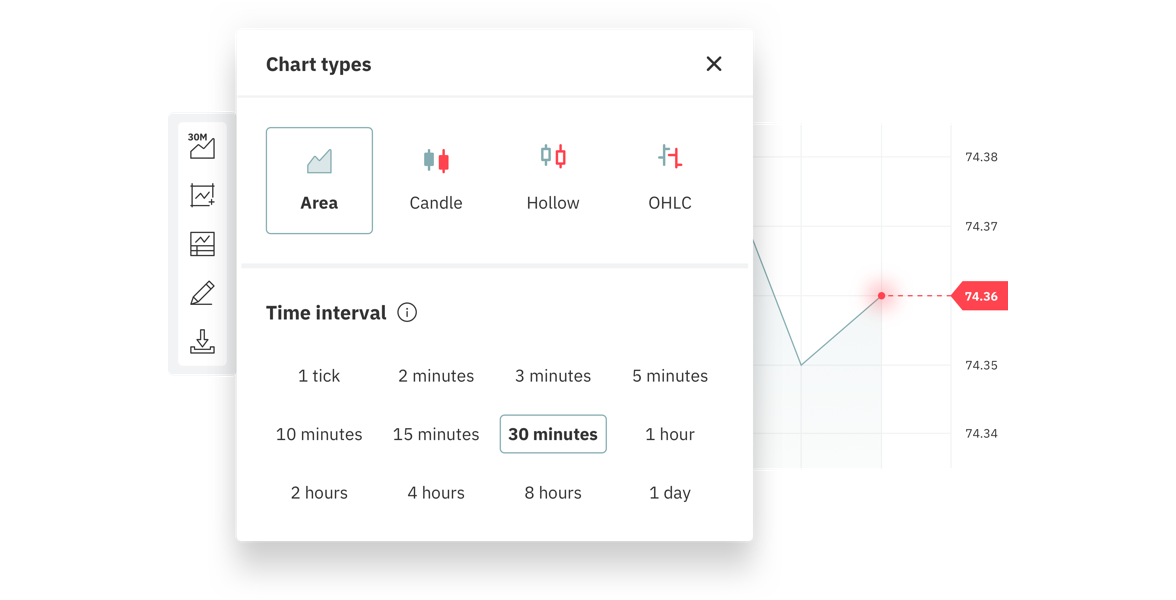 Chart types
30M
Area Candle Hollow OHLC
Time interval
1 tick 2 minutes 3 minutes 5 minutes
10 minutes 15 minutes 30 minutes 1 hour
2 hours 4 hours 8 hours 1 day
74.38
74.37
74.36
74.35
74.34